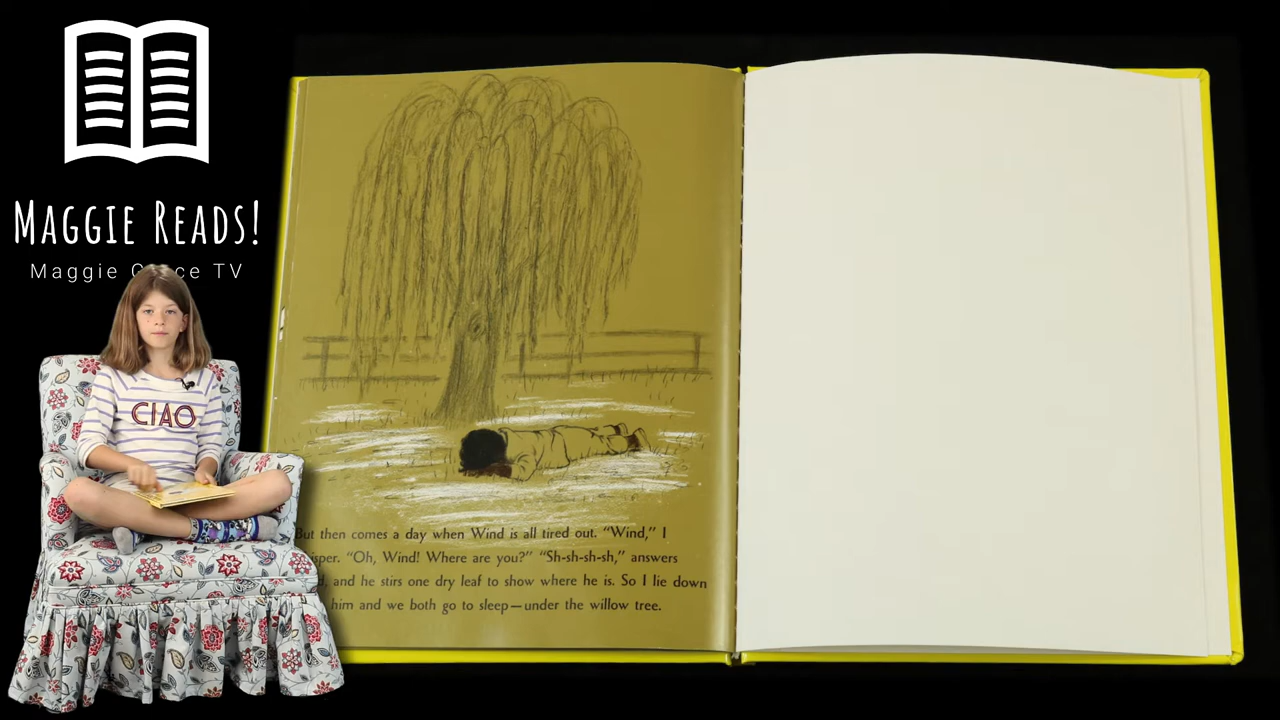 MAGGIE READS!
Maggie TV
CIAO
But then comes a day when Wind is all tired out. “Wind,” I
“Oh, Wind! Where are you?” “Sh-sh-sh-sh,” answers
and he stirs one dry leaf to show where he is. So I lie down
him and we both go to sleep—under the willow tree.